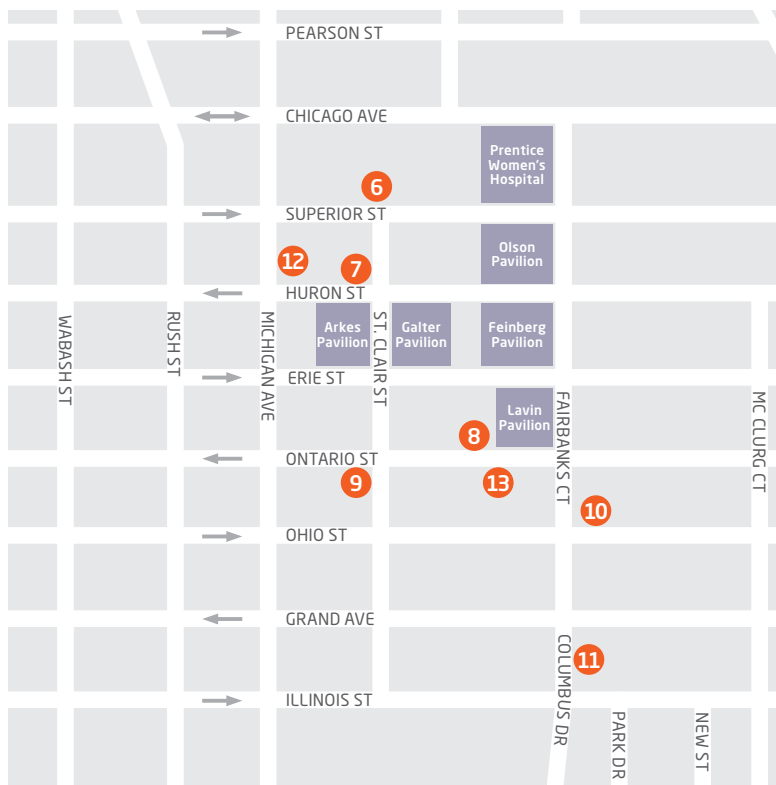 PEARSON ST
CHICAGO AVE
Prentice
Women's
Hospital
6
SUPERIOR ST
Olson
Pavilion
12
7
HURON ST
Arkes
Pavilion
Galter
Pavilion
Feinberg
Pavilion
WABASH ST
RUSH ST
MICHIGAN AVE
ST. CLAIR ST
ERIE ST
Lavin
Pavilion
FAIRBANKS CT
MC CLURG CT
8
ONTARIO ST
9
13
10
OHIO ST
GRAND AVE
11
COLUMBUS DR
ILLINOIS ST
PARK DR
NEW ST